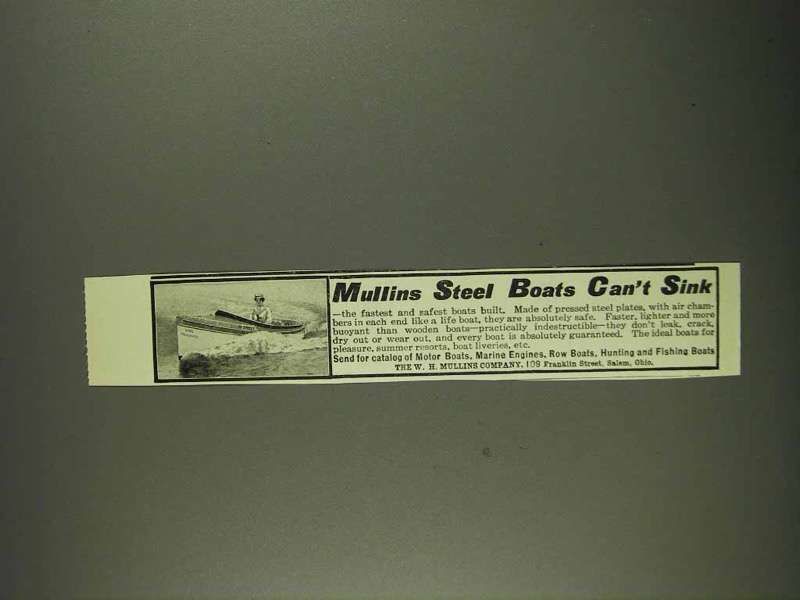 Mullins Steel Boats Can't Sink
—the fastest and safest boats built. Made of pressed steel plates, with air cham-
bers in each end like a life boat, they are absolutely safe. Faster, lighter and more
buoyant than wooden boats—practically indestructible—they don't leak, crack,
dry out or wear out, and every boat is absolutely guaranteed. The ideal boats for
pleasure, summer resorts, boat liveries, etc.
Send for catalog of Motor Boats, Marine Engines, Row Boats, Hunting and Fishing Boats
THE W. H. MULLINS COMPANY, 109 Franklin Street, Salem, Ohio.